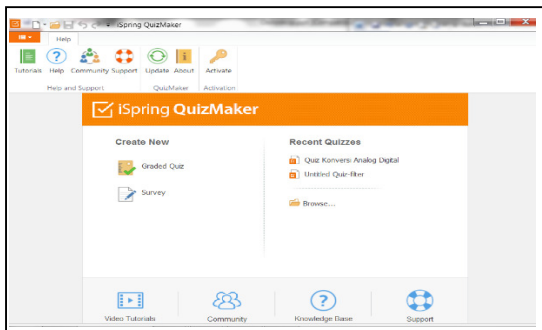 iSpring QuizMaker
Help
Tutorials Help Community Support Update About Activate
Help and Support QuizMaker Activation
iSpring QuizMaker
Create New
Graded Quiz
Survey
Recent Quizzes
Quiz Konversi Analog Digital
Untitled Quiz-filter
Browse...
Video Tutorials Community Knowledge Base Support